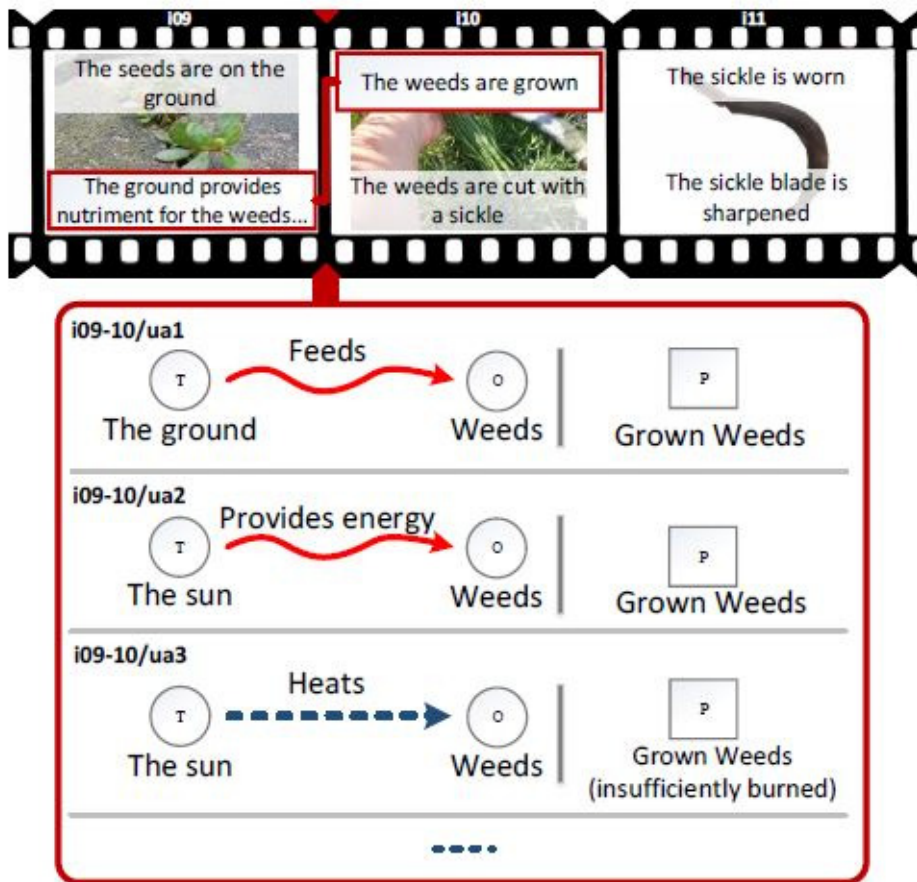 i09
i10
i11
The seeds are on the
ground
The ground provides
nutriment for the weeds...
The weeds are grown
The weeds are cut with
a sickle
The sickle is worn
The sickle blade is
sharpened
i09-10/ua1
Feeds
T
O
P
The ground
Weeds
Grown Weeds
i09-10/ua2
Provides energy
T
O
P
The sun
Weeds
Grown Weeds
i09-10/ua3
Heats
T
O
P
The sun
Weeds
Grown Weeds
(insufficiently burned)